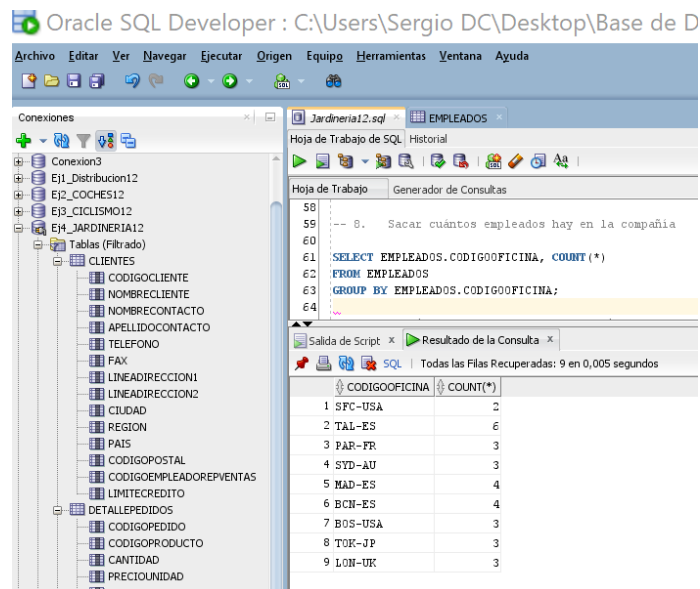 Oracle SQL Developer : C:\Users\Sergio DC\Desktop\Base de D
Archivo Editar Ver Navegar Ejecutar Origen Equipo Herramientas Ventana Ayuda
Conexiones
Conexion3
Ej1_Distribucion12
Ej2_COCHES12
Ej3_CICLISMO12
Ej4_JARDINERIA12
Tablas (Filtrado)
CLIENTES
CODIGOCLIENTE
NOMBRECLIENTE
NOMBRECONTACTO
APELLIDOCONTACTO
TELEFONO
FAX
LINEADIRECCION1
LINEADIRECCION2
CIUDAD
REGION
PAIS
CODIGOPOSTAL
CODIGOEMPLEADOREPVENTAS
LIMITECREDITO
DETALLEPEDIDOS
CODIGOPEDIDO
CODIGOPRODUCTO
CANTIDAD
PRECIOUNIDAD
Jardineria12.sql EMPLEADOS
Hoja de Trabajo de SQL Historial
Hoja de Trabajo Generador de Consultas
58
59 -- 8. Sacar cuántos empleados hay en la compañia
60
61 SELECT EMPLEADOS.CODIGOOFICINA, COUNT(*)
62 FROM EMPLEADOS
63 GROUP BY EMPLEADOS.CODIGOOFICINA;
64
Salida de Script x Resultado de la Consulta x
SQL | Todas las Filas Recuperadas: 9 en 0,005 segundos
CODIGOOFICINA COUNT(*)
1 SFC-USA 2
2 TAL-ES 6
3 PAR-FR 3
4 SYD-AU 3
5 MAD-ES 4
6 BCN-ES 4
7 BOS-USA 3
8 TOK-JP 3
9 LON-UK 3